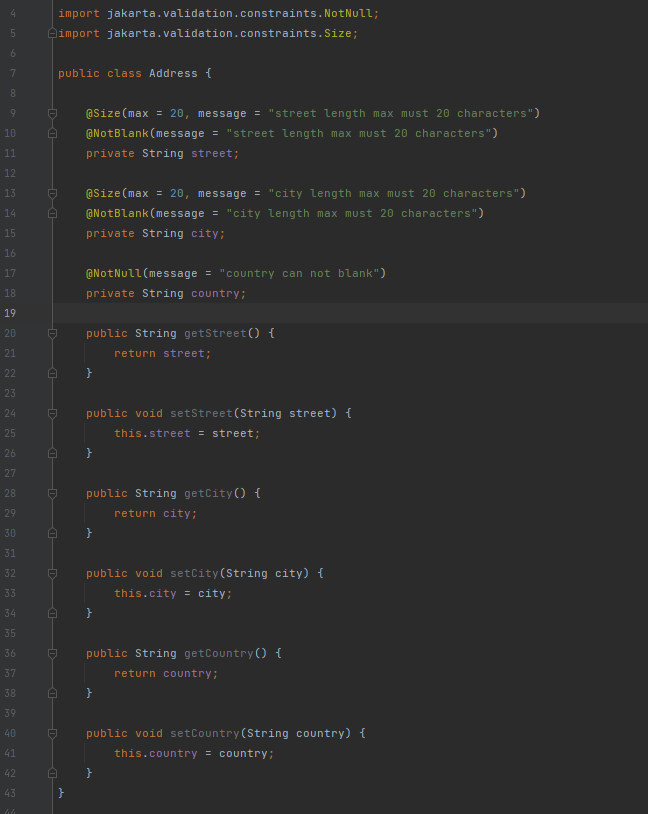 4 import jakarta.validation.constraints.NotNull;
5 import jakarta.validation.constraints.Size;
6
7 public class Address {
8
9 @Size(max = 20, message = "street length max must 20 characters")
10 @NotBlank(message = "street length max must 20 characters")
11 private String street;
12
13 @Size(max = 20, message = "city length max must 20 characters")
14 @NotBlank(message = "city length max must 20 characters")
15 private String city;
16
17 @NotNull(message = "country can not blank")
18 private String country;
19
20 public String getStreet() {
21 return street;
22 }
23
24 public void setStreet(String street) {
25 this.street = street;
26 }
27
28 public String getCity() {
29 return city;
30 }
31
32 public void setCity(String city) {
33 this.city = city;
34 }
35
36 public String getCountry() {
37 return country;
38 }
39
40 public void setCountry(String country) {
41 this.country = country;
42 }
43 }